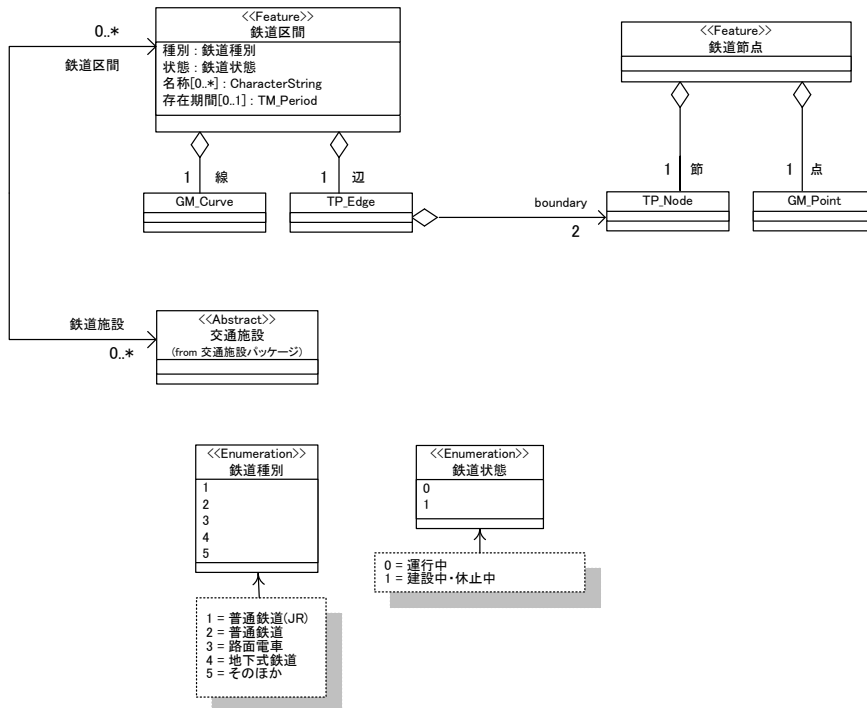 <<Feature>>
鉄道区間
種別 : 鉄道種別
状態 : 鉄道状態
名称[0..*] : CharacterString
存在期間[0..1] : TM_Period
0..*
鉄道区間
<<Feature>>
鉄道節点
1 線
1 辺
1 節
1 点
GM_Curve
TP_Edge
boundary
2
TP_Node
GM_Point
鉄道施設
0..*
<<Abstract>>
交通施設
(from 交通施設パッケージ)
<<Enumeration>>
鉄道種別
1
2
3
4
5
<<Enumeration>>
鉄道状態
0
1
0 = 運行中
1 = 建設中・休止中
1 = 普通鉄道(JR)
2 = 普通鉄道
3 = 路面電車
4 = 地下式鉄道
5 = そのほか